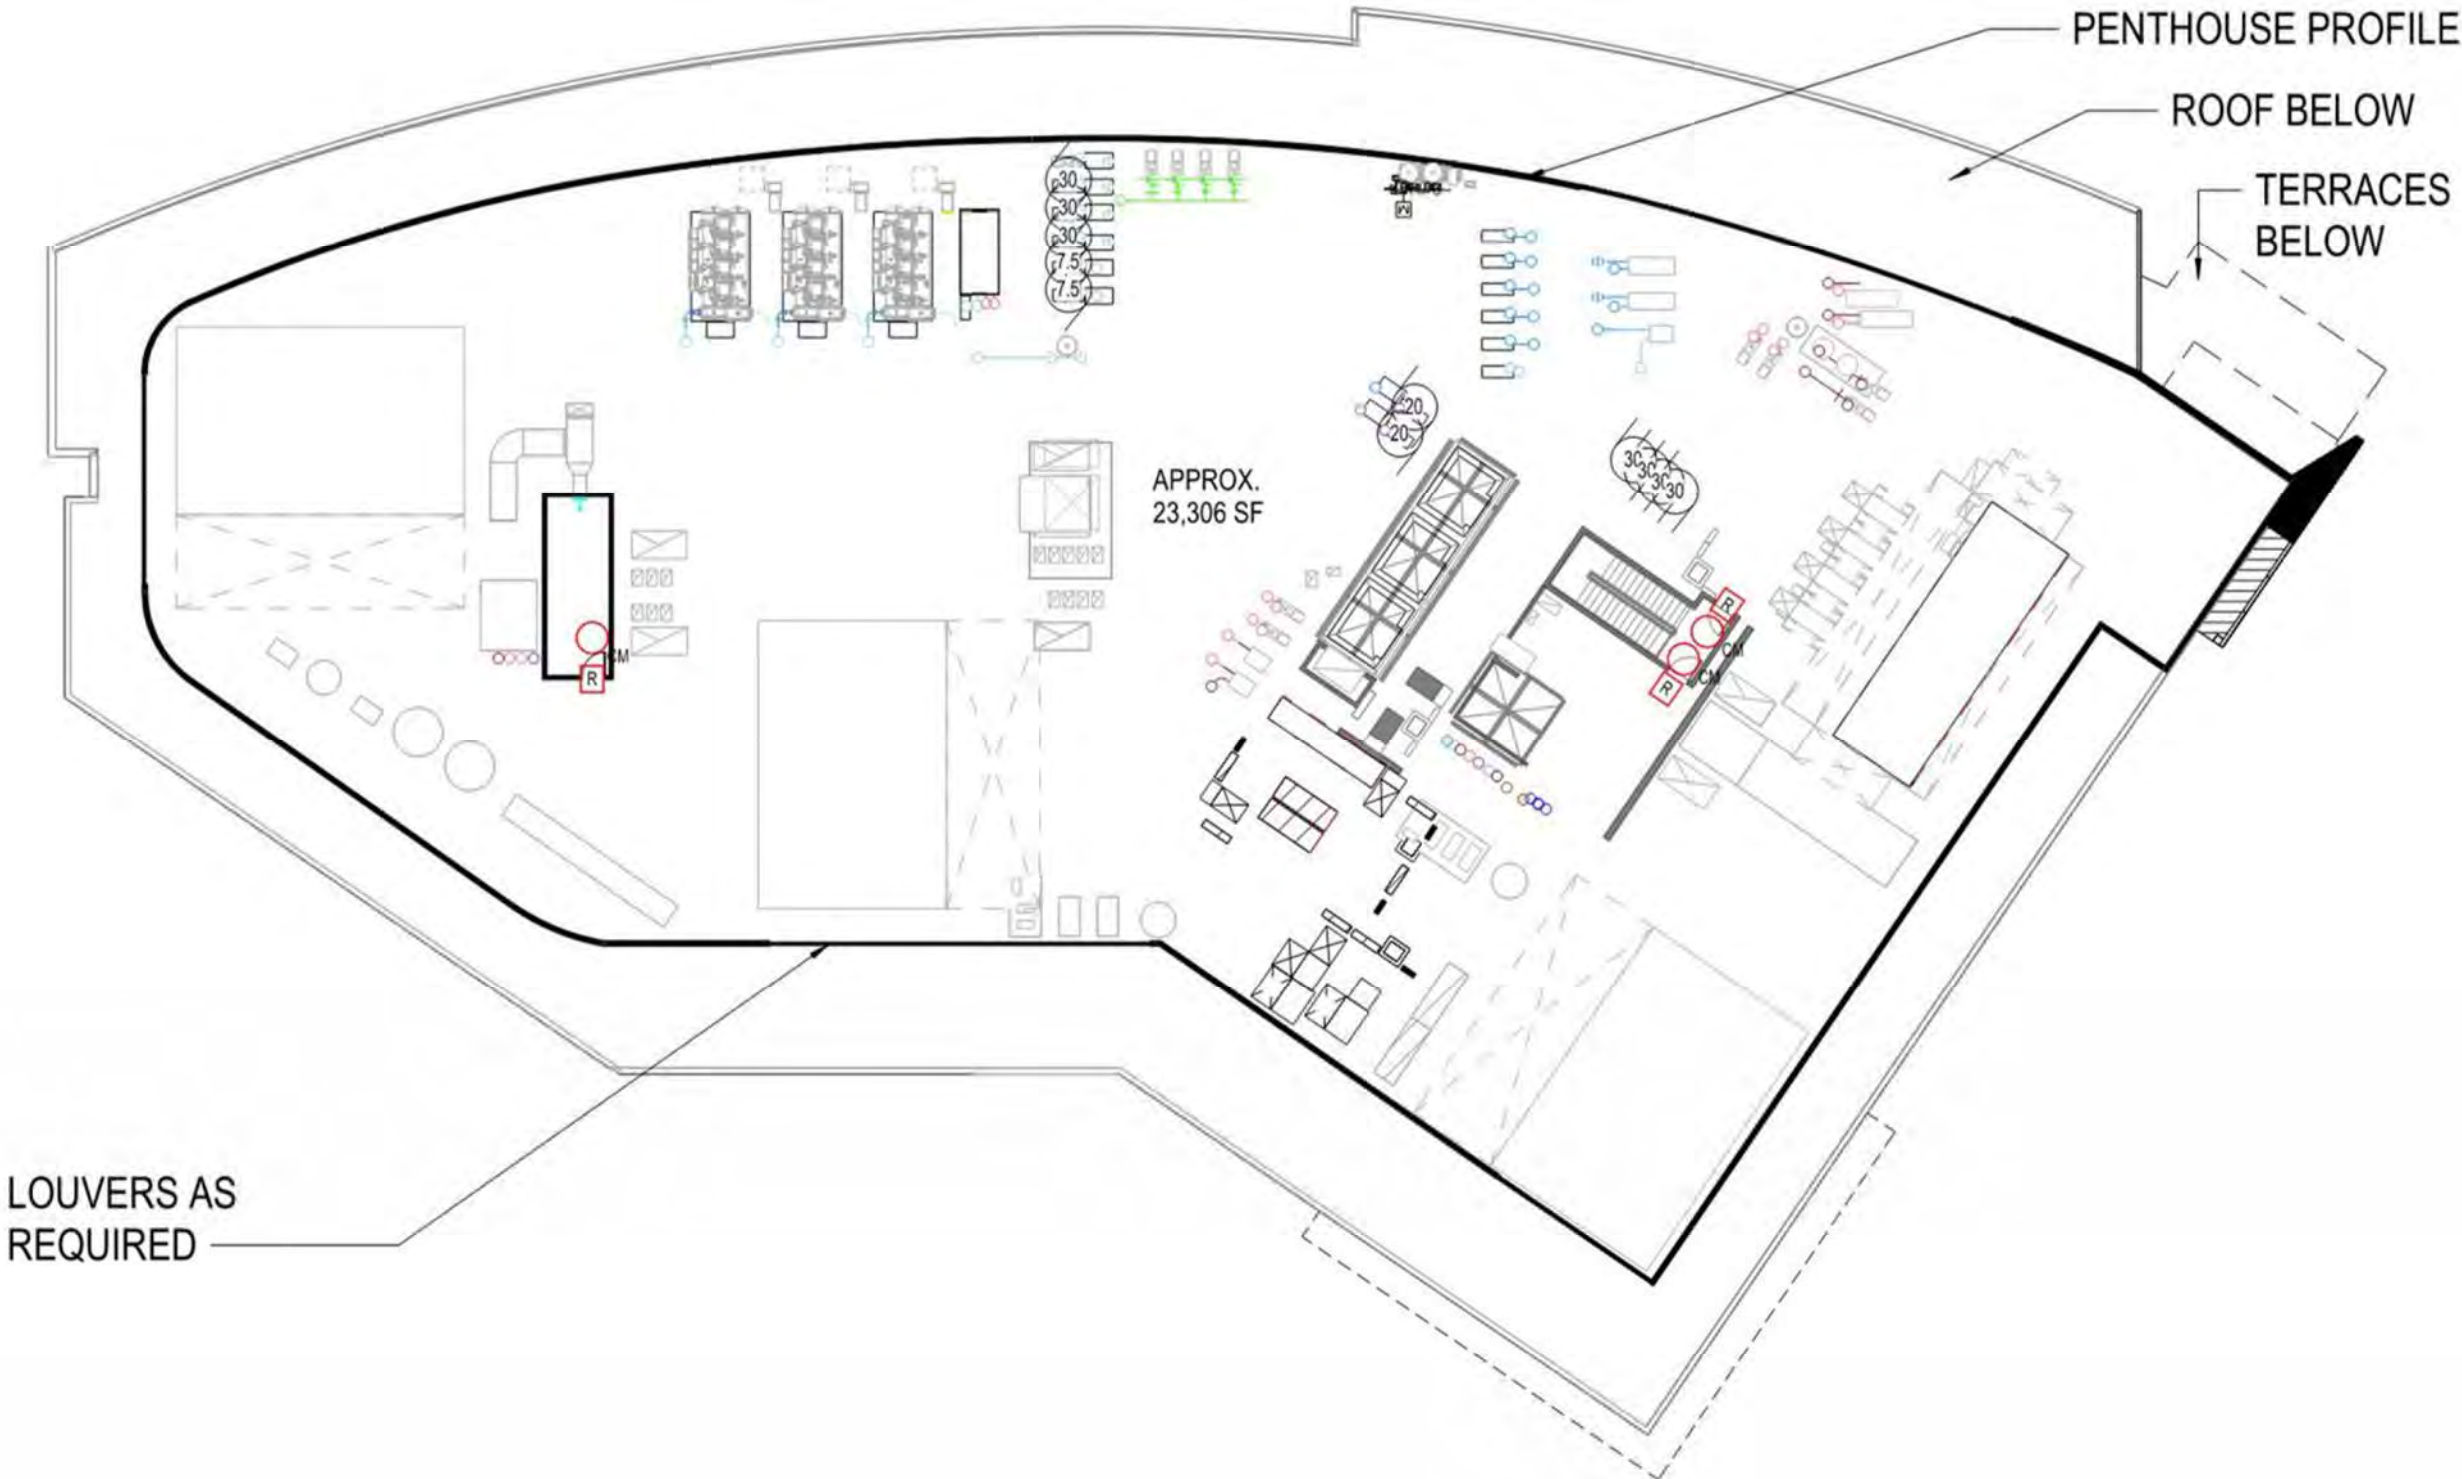 PENTHOUSE PROFILE
ROOF BELOW
TERRACES
BELOW
30
30
30
7.5
7.5
M
20
20
APPROX.
23,306 SF
30
30
30
30
R
CM
R
CM
CM
R
R
LOUVERS AS
REQUIRED